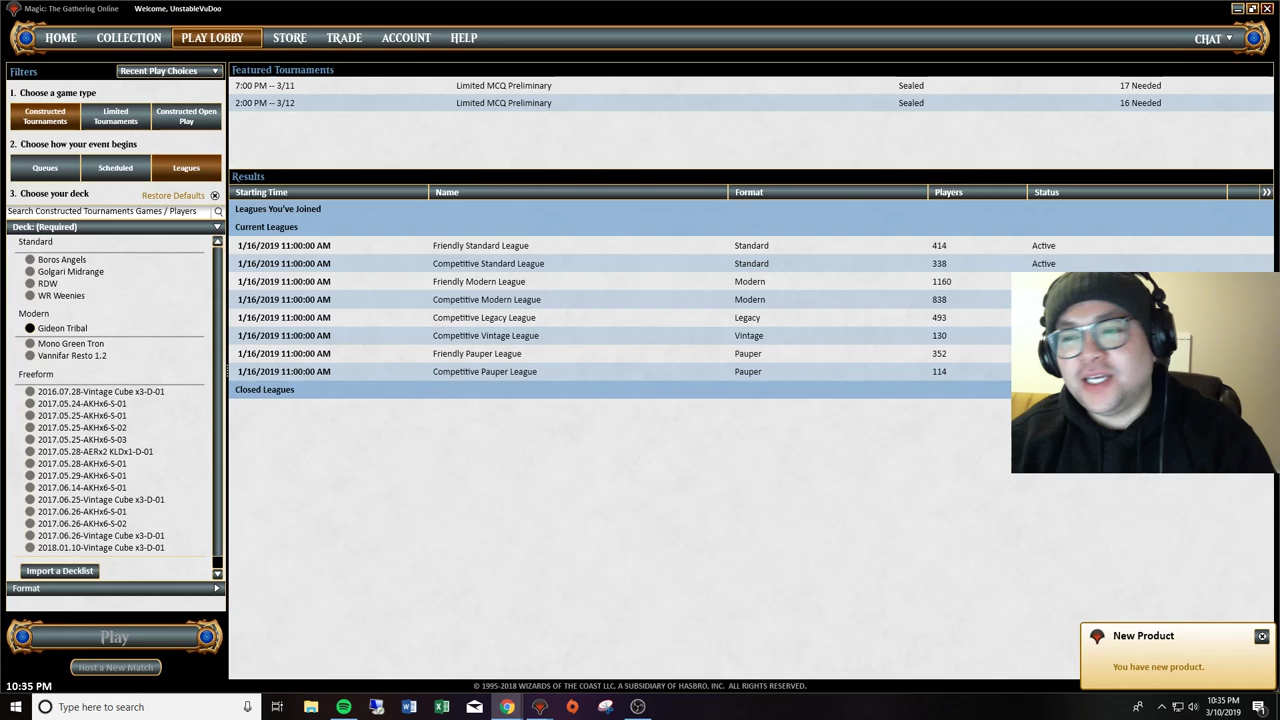 Magic: The Gathering Online Welcome, UnstableVuDoo
HOME COLLECTION PLAY LOBBY STORE TRADE ACCOUNT HELP CHAT
Filters Recent Play Choices
1. Choose a game type
Constructed Tournaments Limited Tournaments Constructed Open Play
2. Choose how your event begins
Queues Scheduled Leagues
3. Choose your deck Restore Defaults
Search Constructed Tournaments Games / Players
Deck: (Required)
Standard
Boros Angels
Golgari Midrange
RDW
WR Weenies
Modern
Gideon Tribal
Mono Green Tron
Vannifar Resto 1.2
Freeform
2016.07.28-Vintage Cube x3-D-01
2017.05.24-AKHx6-S-01
2017.05.25-AKHx6-S-01
2017.05.25-AKHx6-S-02
2017.05.25-AKHx6-S-03
2017.05.28-AERx2 KLDx1-D-01
2017.05.28-AKHx6-S-01
2017.05.29-AKHx6-S-01
2017.06.14-AKHx6-S-01
2017.06.25-Vintage Cube x3-D-01
2017.06.26-AKHx6-S-01
2017.06.26-AKHx6-S-02
2017.06.26-Vintage Cube x3-D-01
2018.01.10-Vintage Cube x3-D-01
Import a Decklist
Format
Play
Host a New Match
10:35 PM
Featured Tournaments
7:00 PM -- 3/11 Limited MCQ Preliminary Sealed 17 Needed
2:00 PM -- 3/12 Limited MCQ Preliminary Sealed 16 Needed
Results
Starting Time Name Format Players Status
Leagues You've Joined
Current Leagues
1/16/2019 11:00:00 AM Friendly Standard League Standard 414 Active
1/16/2019 11:00:00 AM Competitive Standard League Standard 338 Active
1/16/2019 11:00:00 AM Friendly Modern League Modern 1160
1/16/2019 11:00:00 AM Competitive Modern League Modern 838
1/16/2019 11:00:00 AM Competitive Legacy League Legacy 493
1/16/2019 11:00:00 AM Competitive Vintage League Vintage 130
1/16/2019 11:00:00 AM Friendly Pauper League Pauper 352
1/16/2019 11:00:00 AM Competitive Pauper League Pauper 114
Closed Leagues
New Product
You have new product.
© 1995-2018 WIZARDS OF THE COAST LLC, A SUBSIDIARY OF HASBRO, INC. ALL RIGHTS RESERVED.
Type here to search
10:35 PM
3/10/2019